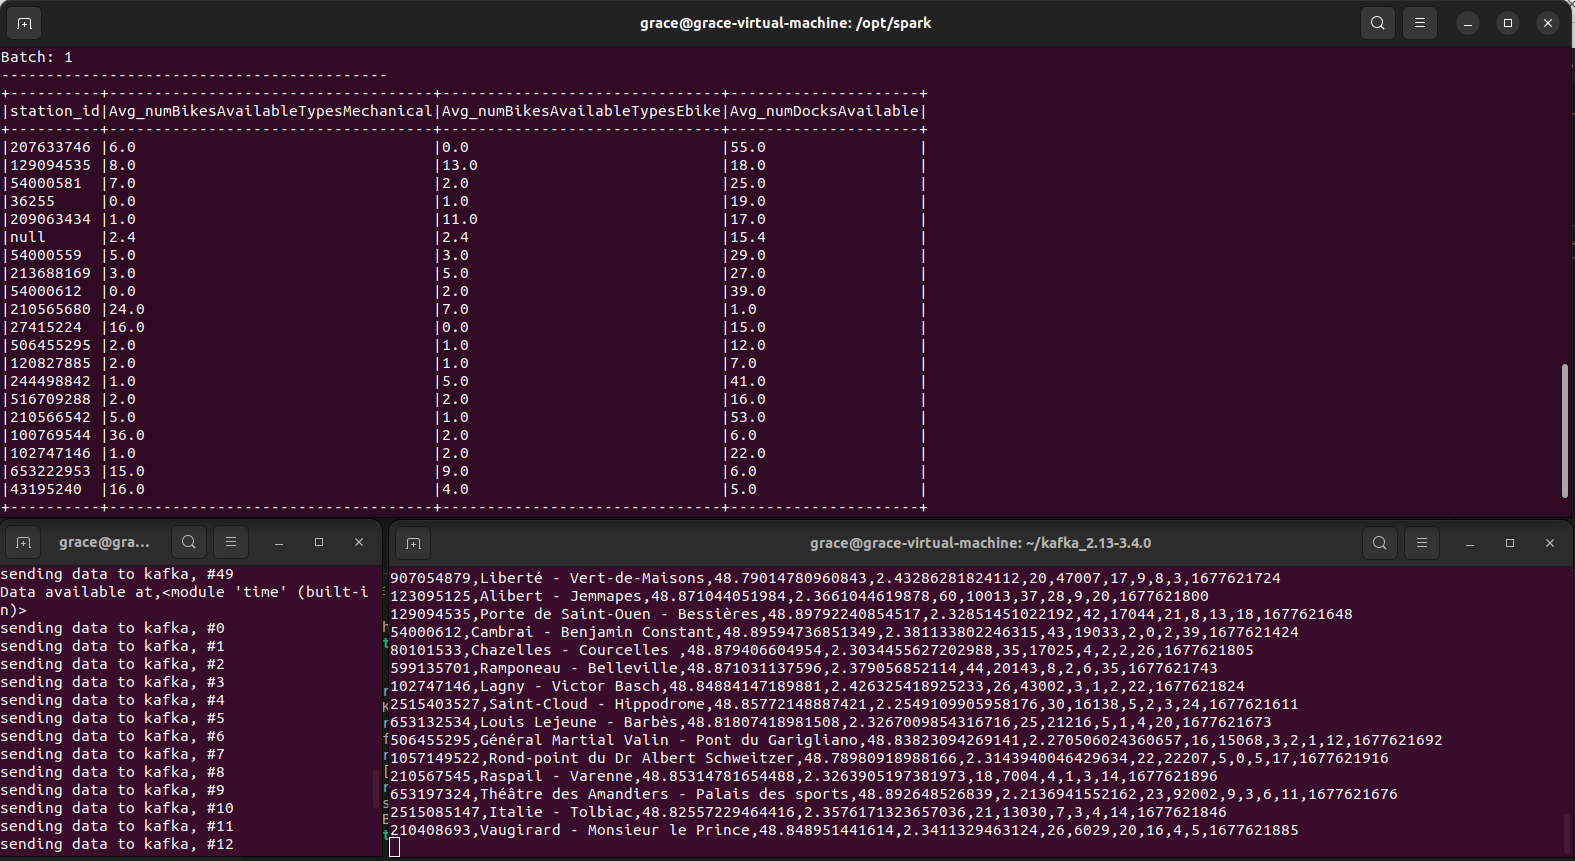 grace@grace-virtual-machine: /opt/spark
Batch: 1
-------------------------------------------
+----------+------------------------------------+-------------------------------+---------------------+
|station_id|Avg_numBikesAvailableTypesMechanical|Avg_numBikesAvailableTypesEbike|Avg_numDocksAvailable|
+----------+------------------------------------+-------------------------------+---------------------+
|207633746 |6.0 |0.0 |55.0 |
|129094535 |8.0 |13.0 |18.0 |
|54000581 |7.0 |2.0 |25.0 |
|36255 |0.0 |1.0 |19.0 |
|209063434 |1.0 |11.0 |17.0 |
|null |2.4 |2.4 |15.4 |
|54000559 |5.0 |3.0 |29.0 |
|213688169 |3.0 |5.0 |27.0 |
|54000612 |0.0 |2.0 |39.0 |
|210565680 |24.0 |7.0 |1.0 |
|27415224 |16.0 |0.0 |15.0 |
|506455295 |2.0 |1.0 |12.0 |
|120827885 |2.0 |1.0 |7.0 |
|244498842 |1.0 |5.0 |41.0 |
|516709288 |2.0 |2.0 |16.0 |
|210566542 |5.0 |1.0 |53.0 |
|100769544 |36.0 |2.0 |6.0 |
|102747146 |1.0 |2.0 |22.0 |
|653222953 |15.0 |9.0 |6.0 |
|43195240 |16.0 |4.0 |5.0 |
+----------+------------------------------------+-------------------------------+---------------------+
grace@gra...
sending data to kafka, #49
Data available at,<module 'time' (built-i
n)>
sending data to kafka, #0
sending data to kafka, #1
sending data to kafka, #2
sending data to kafka, #3
sending data to kafka, #4
sending data to kafka, #5
sending data to kafka, #6
sending data to kafka, #7
sending data to kafka, #8
sending data to kafka, #9
sending data to kafka, #10
sending data to kafka, #11
sending data to kafka, #12
grace@grace-virtual-machine: ~/kafka_2.13-3.4.0
907054879,Liberté - Vert-de-Maisons,48.79014780960843,2.43286281824112,20,47007,17,9,8,3,1677621724
123095125,Alibert - Jemmapes,48.871044051984,2.3661044619878,60,10013,37,28,9,20,1677621800
129094535,Porte de Saint-Ouen - Bessières,48.89792240854517,2.32851451022192,42,17044,21,8,13,18,1677621648
54000612,Cambrai - Benjamin Constant,48.89594736851349,2.381133802246315,43,19033,2,0,2,39,1677621424
80101533,Chazelles - Courcelles ,48.879406604954,2.3034455627202988,35,17025,4,2,2,26,1677621805
599135701,Ramponeau - Belleville,48.871031137596,2.379056852114,44,20143,8,2,6,35,1677621743
102747146,Lagny - Victor Basch,48.84884147189881,2.426325418925233,26,43002,3,1,2,22,1677621824
2515403527,Saint-Cloud - Hippodrome,48.85772148887421,2.2549109905958176,30,16138,5,2,3,24,1677621611
653132534,Louis Lejeune - Barbès,48.81807418981508,2.3267009854316716,25,21216,5,1,4,20,1677621673
506455295,Général Martial Valin - Pont du Garigliano,48.83823094269141,2.270506024360657,16,15068,3,2,1,12,1677621692
1057149522,Rond-point du Dr Albert Schweitzer,48.78980918988166,2.3143940046429634,22,22207,5,0,5,17,1677621916
210567545,Raspail - Varenne,48.85314781654488,2.3263905197381973,18,7004,4,1,3,14,1677621896
653197324,Théâtre des Amandiers - Palais des sports,48.892648526839,2.2136941552162,23,92002,9,3,6,11,1677621676
2515085147,Italie - Tolbiac,48.82557229464416,2.3576171323657036,21,13030,7,3,4,14,1677621846
210408693,Vaugirard - Monsieur le Prince,48.848951441614,2.3411329463124,26,6029,20,16,4,5,1677621885